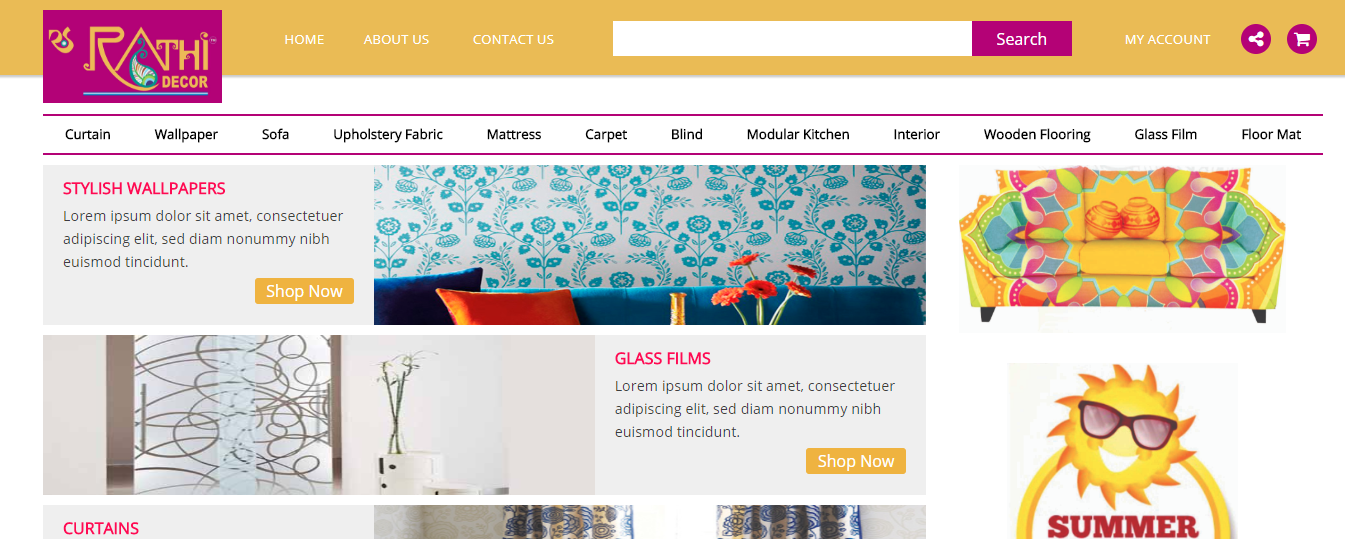 RATHI
DECOR
HOME ABOUT US CONTACT US Search MY ACCOUNT
Curtain Wallpaper Sofa Upholstery Fabric Mattress Carpet Blind Modular Kitchen Interior Wooden Flooring Glass Film Floor Mat
STYLISH WALLPAPERS
Lorem ipsum dolor sit amet, consectetuer
adipiscing elit, sed diam nonummy nibh
euismod tincidunt.
Shop Now
GLASS FILMS
Lorem ipsum dolor sit amet, consectetuer
adipiscing elit, sed diam nonummy nibh
euismod tincidunt.
Shop Now
CURTAINS
SUMMER